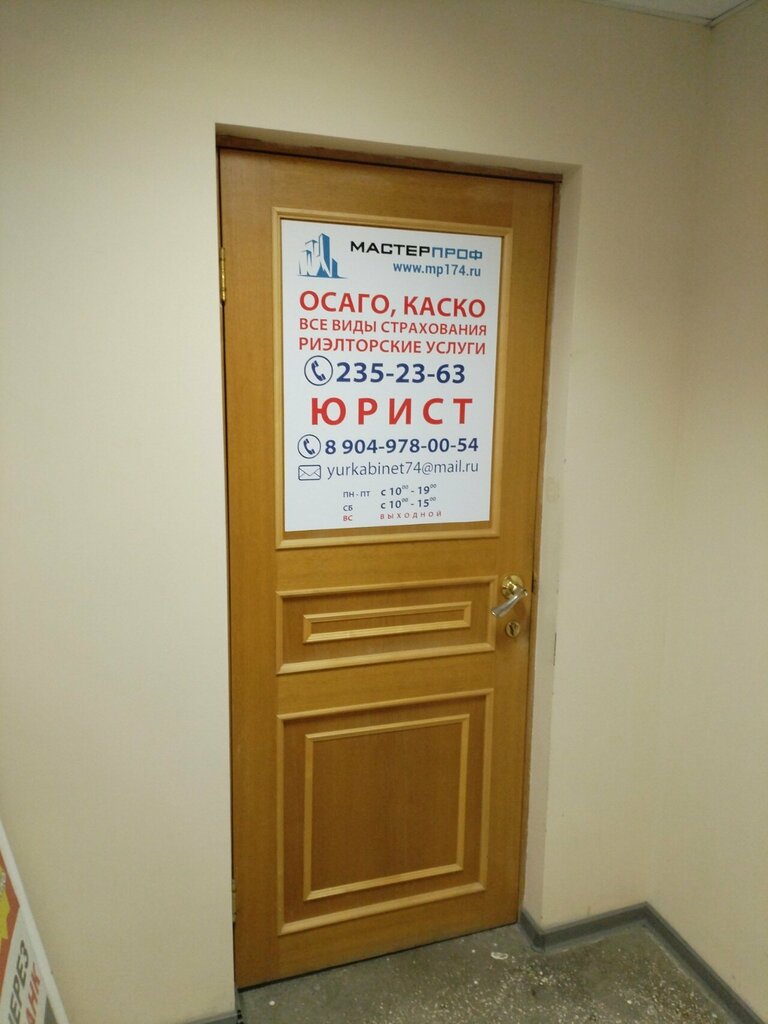 МАСТЕРПРОФ
www.mp174.ru
ОСАГО, КАСКО
ВСЕ ВИДЫ СТРАХОВАНИЯ
РИЭЛТОРСКИЕ УСЛУГИ
235-23-63
ЮРИСТ
8 904-978-00-54
yurkabinet74@mail.ru
ПН - ПТ с 10⁰⁰ - 19⁰⁰
СБ с 10⁰⁰ - 15⁰⁰
ВС ВЫХОДНОЙ